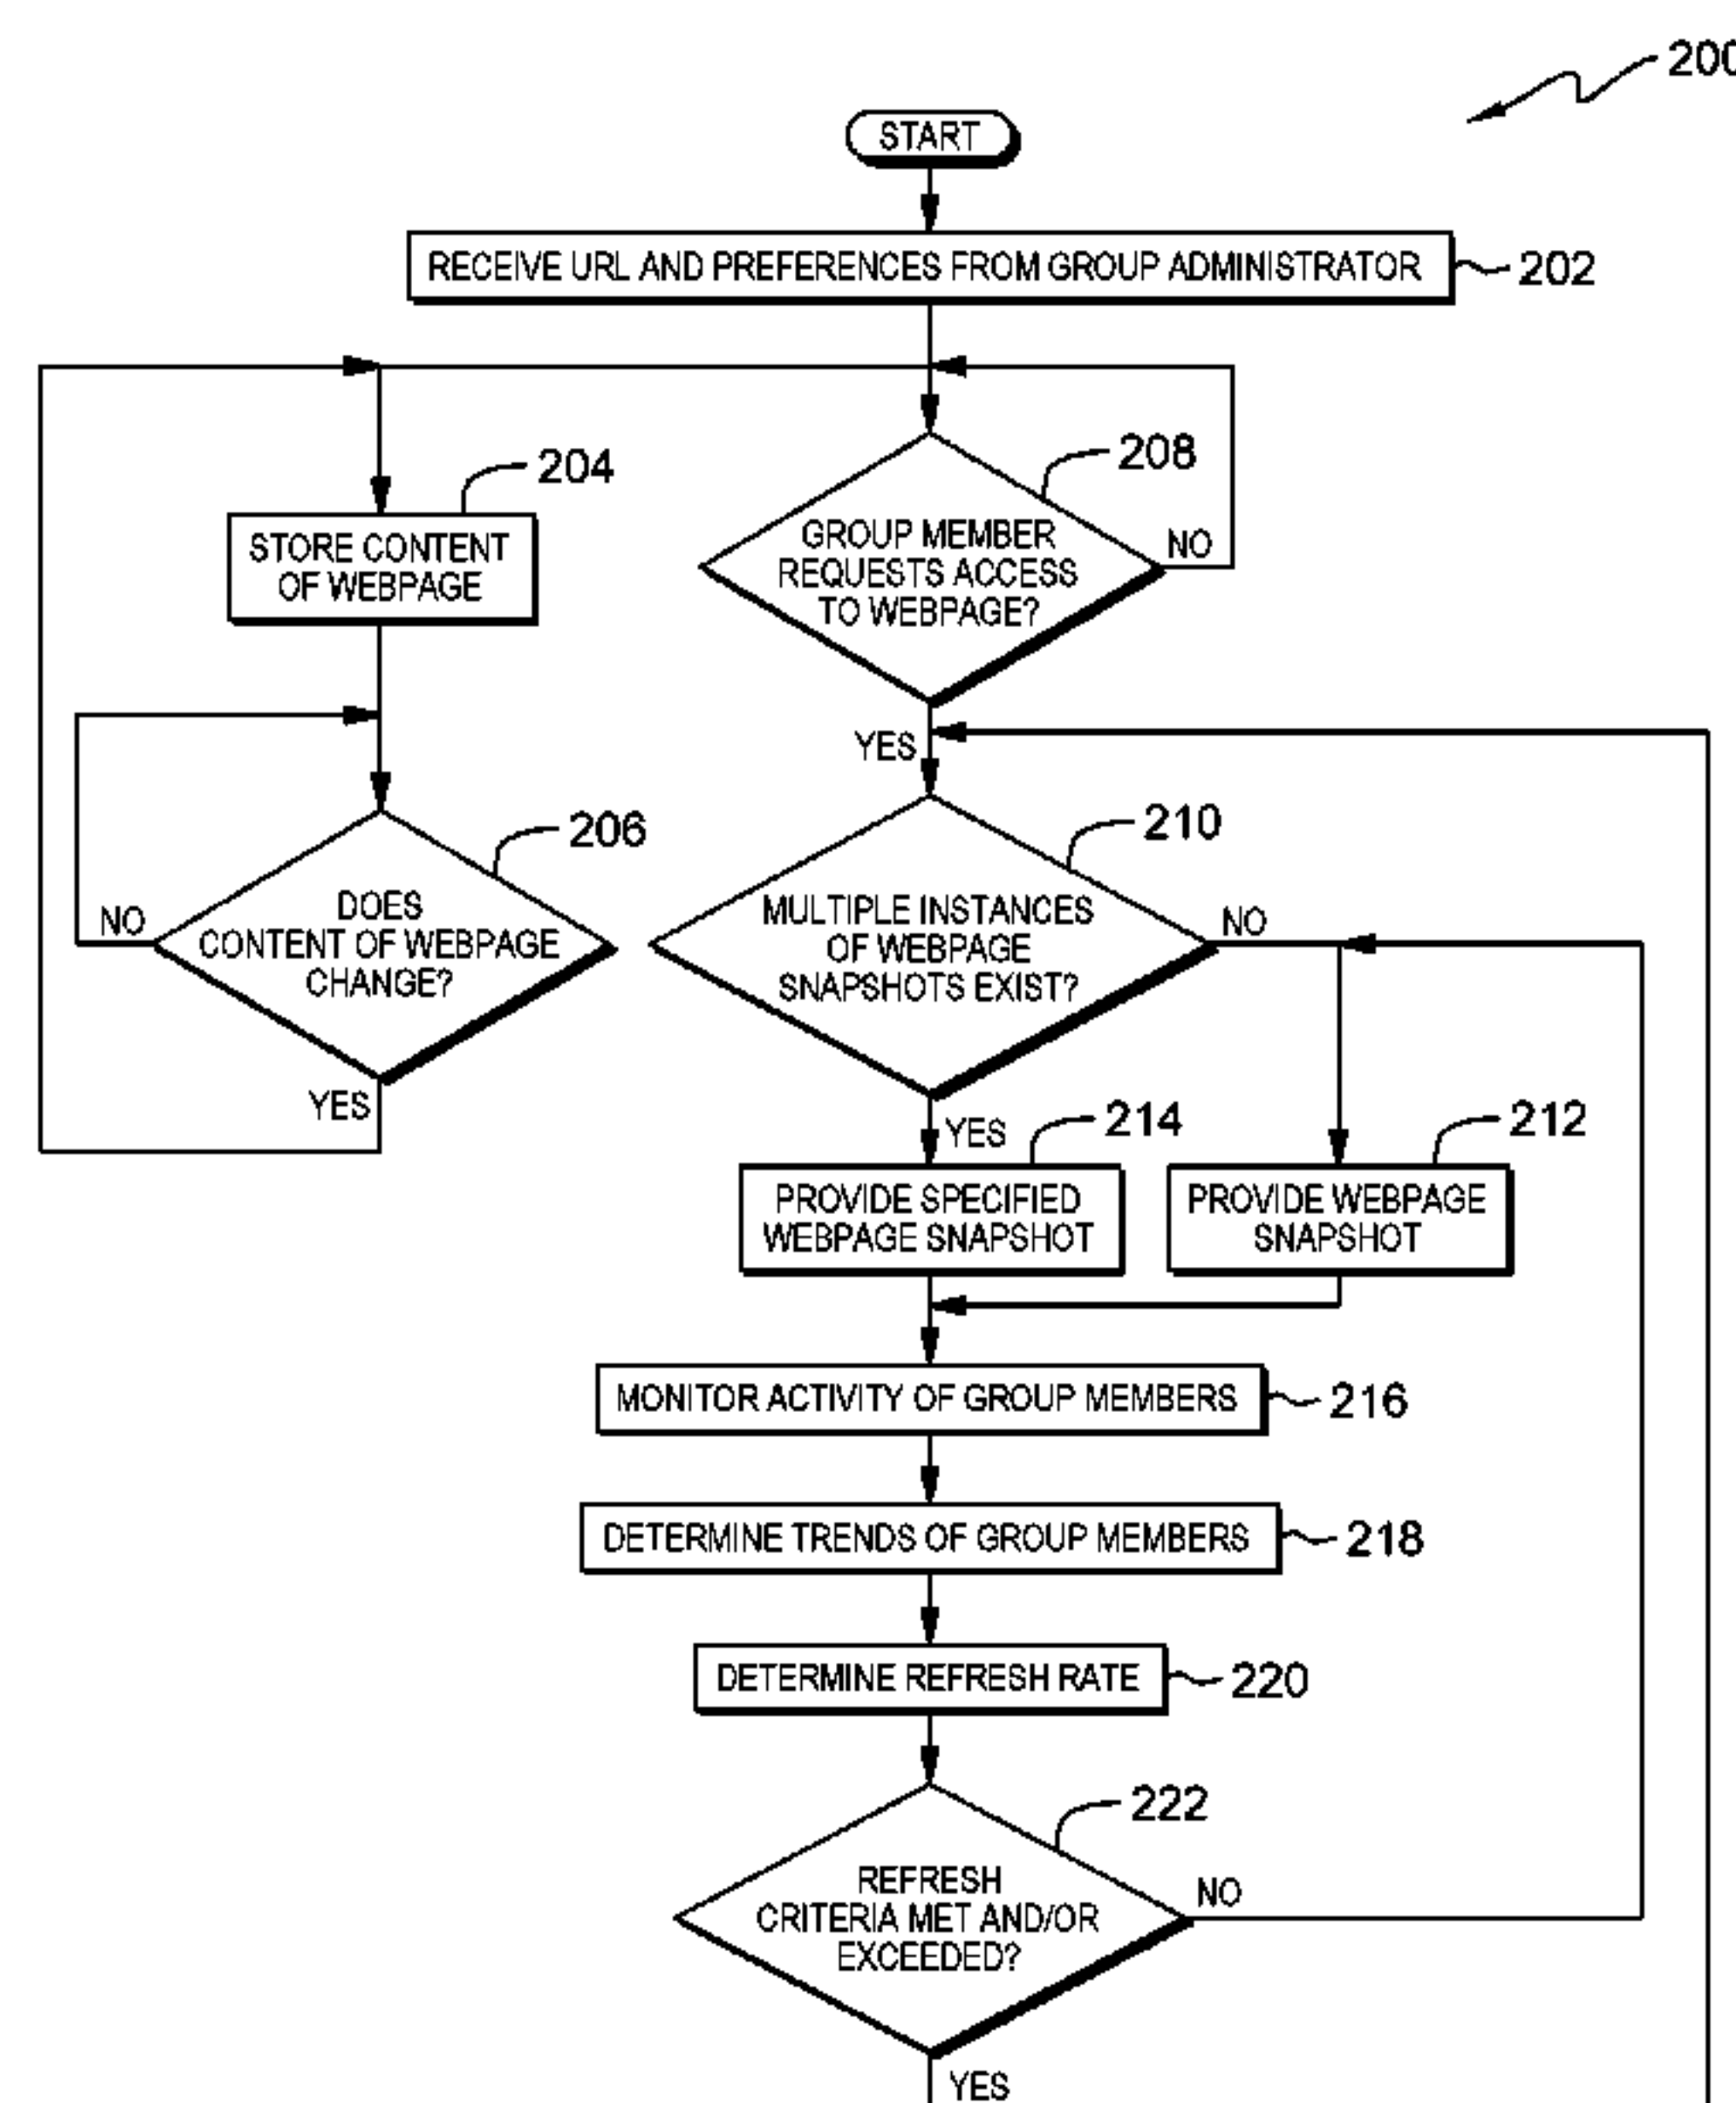 200
START
RECEIVE URL AND PREFERENCES FROM GROUP ADMINISTRATOR
202
204
STORE CONTENT
OF WEBPAGE
208
GROUP MEMBER
REQUESTS ACCESS
TO WEBPAGE?
NO
YES
206
DOES
CONTENT OF WEBPAGE
CHANGE?
NO
YES
210
MULTIPLE INSTANCES
OF WEBPAGE
SNAPSHOTS EXIST?
NO
YES
214
PROVIDE SPECIFIED
WEBPAGE SNAPSHOT
212
PROVIDE WEBPAGE
SNAPSHOT
MONITOR ACTIVITY OF GROUP MEMBERS
216
DETERMINE TRENDS OF GROUP MEMBERS
218
DETERMINE REFRESH RATE
220
222
REFRESH
CRITERIA MET AND/OR
EXCEEDED?
NO
YES